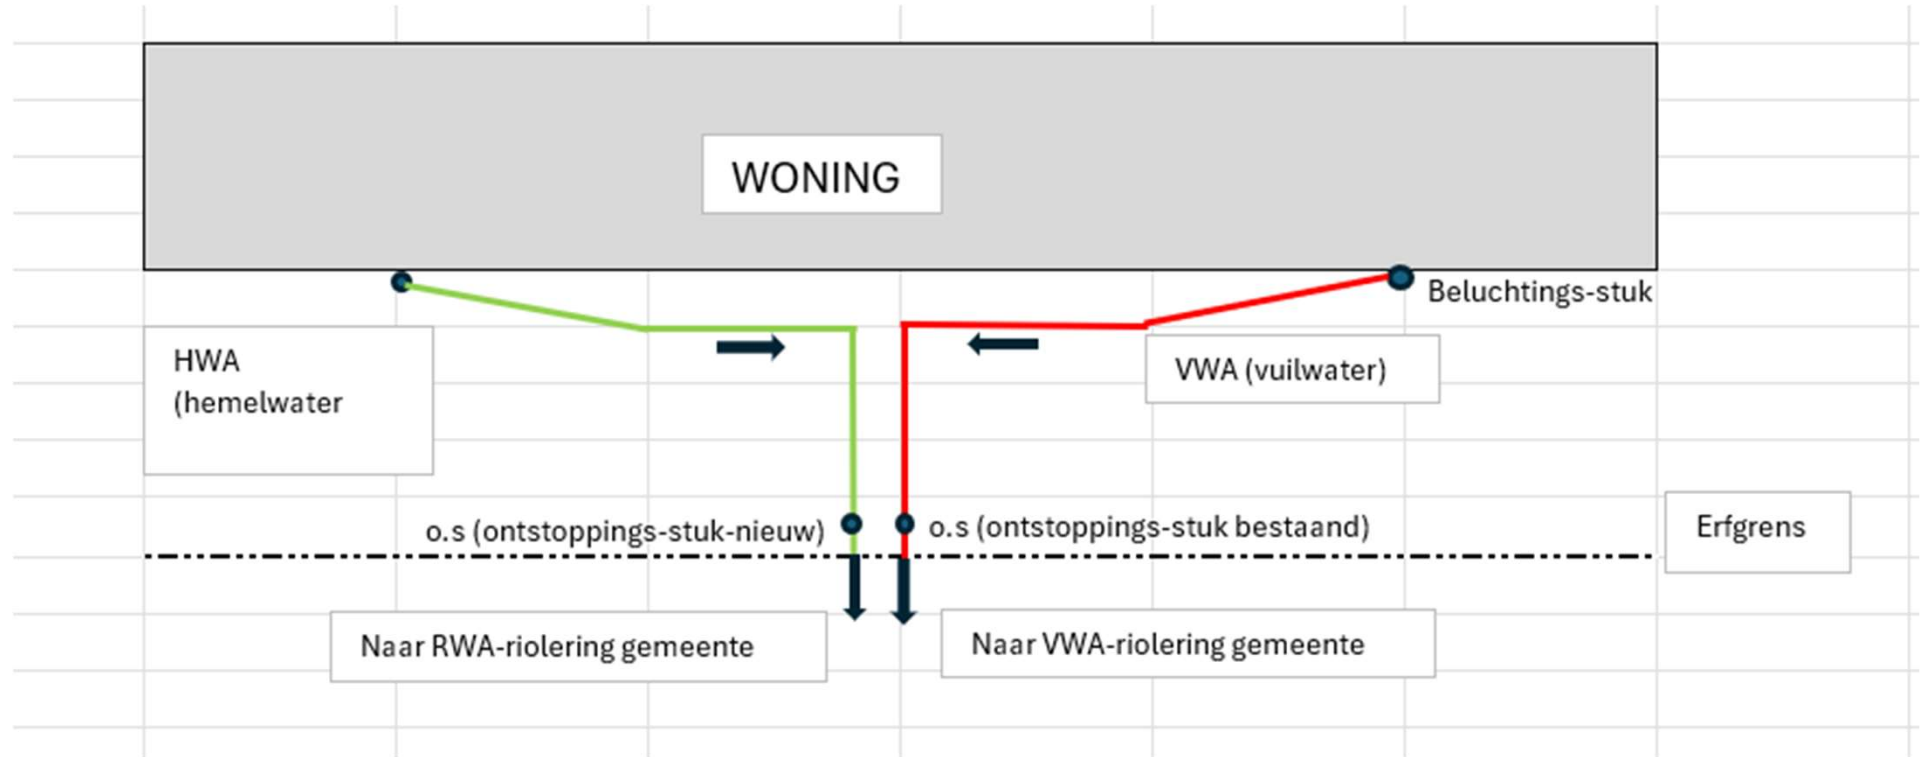 WONING
Beluchtings-stuk
HWA
(hemelwater
VWA (vuilwater)
o.s (ontstoppings-stuk-nieuw)
o.s (ontstoppings-stuk bestaand)
Erfgrens
Naar RWA-riolering gemeente
Naar VWA-riolering gemeente